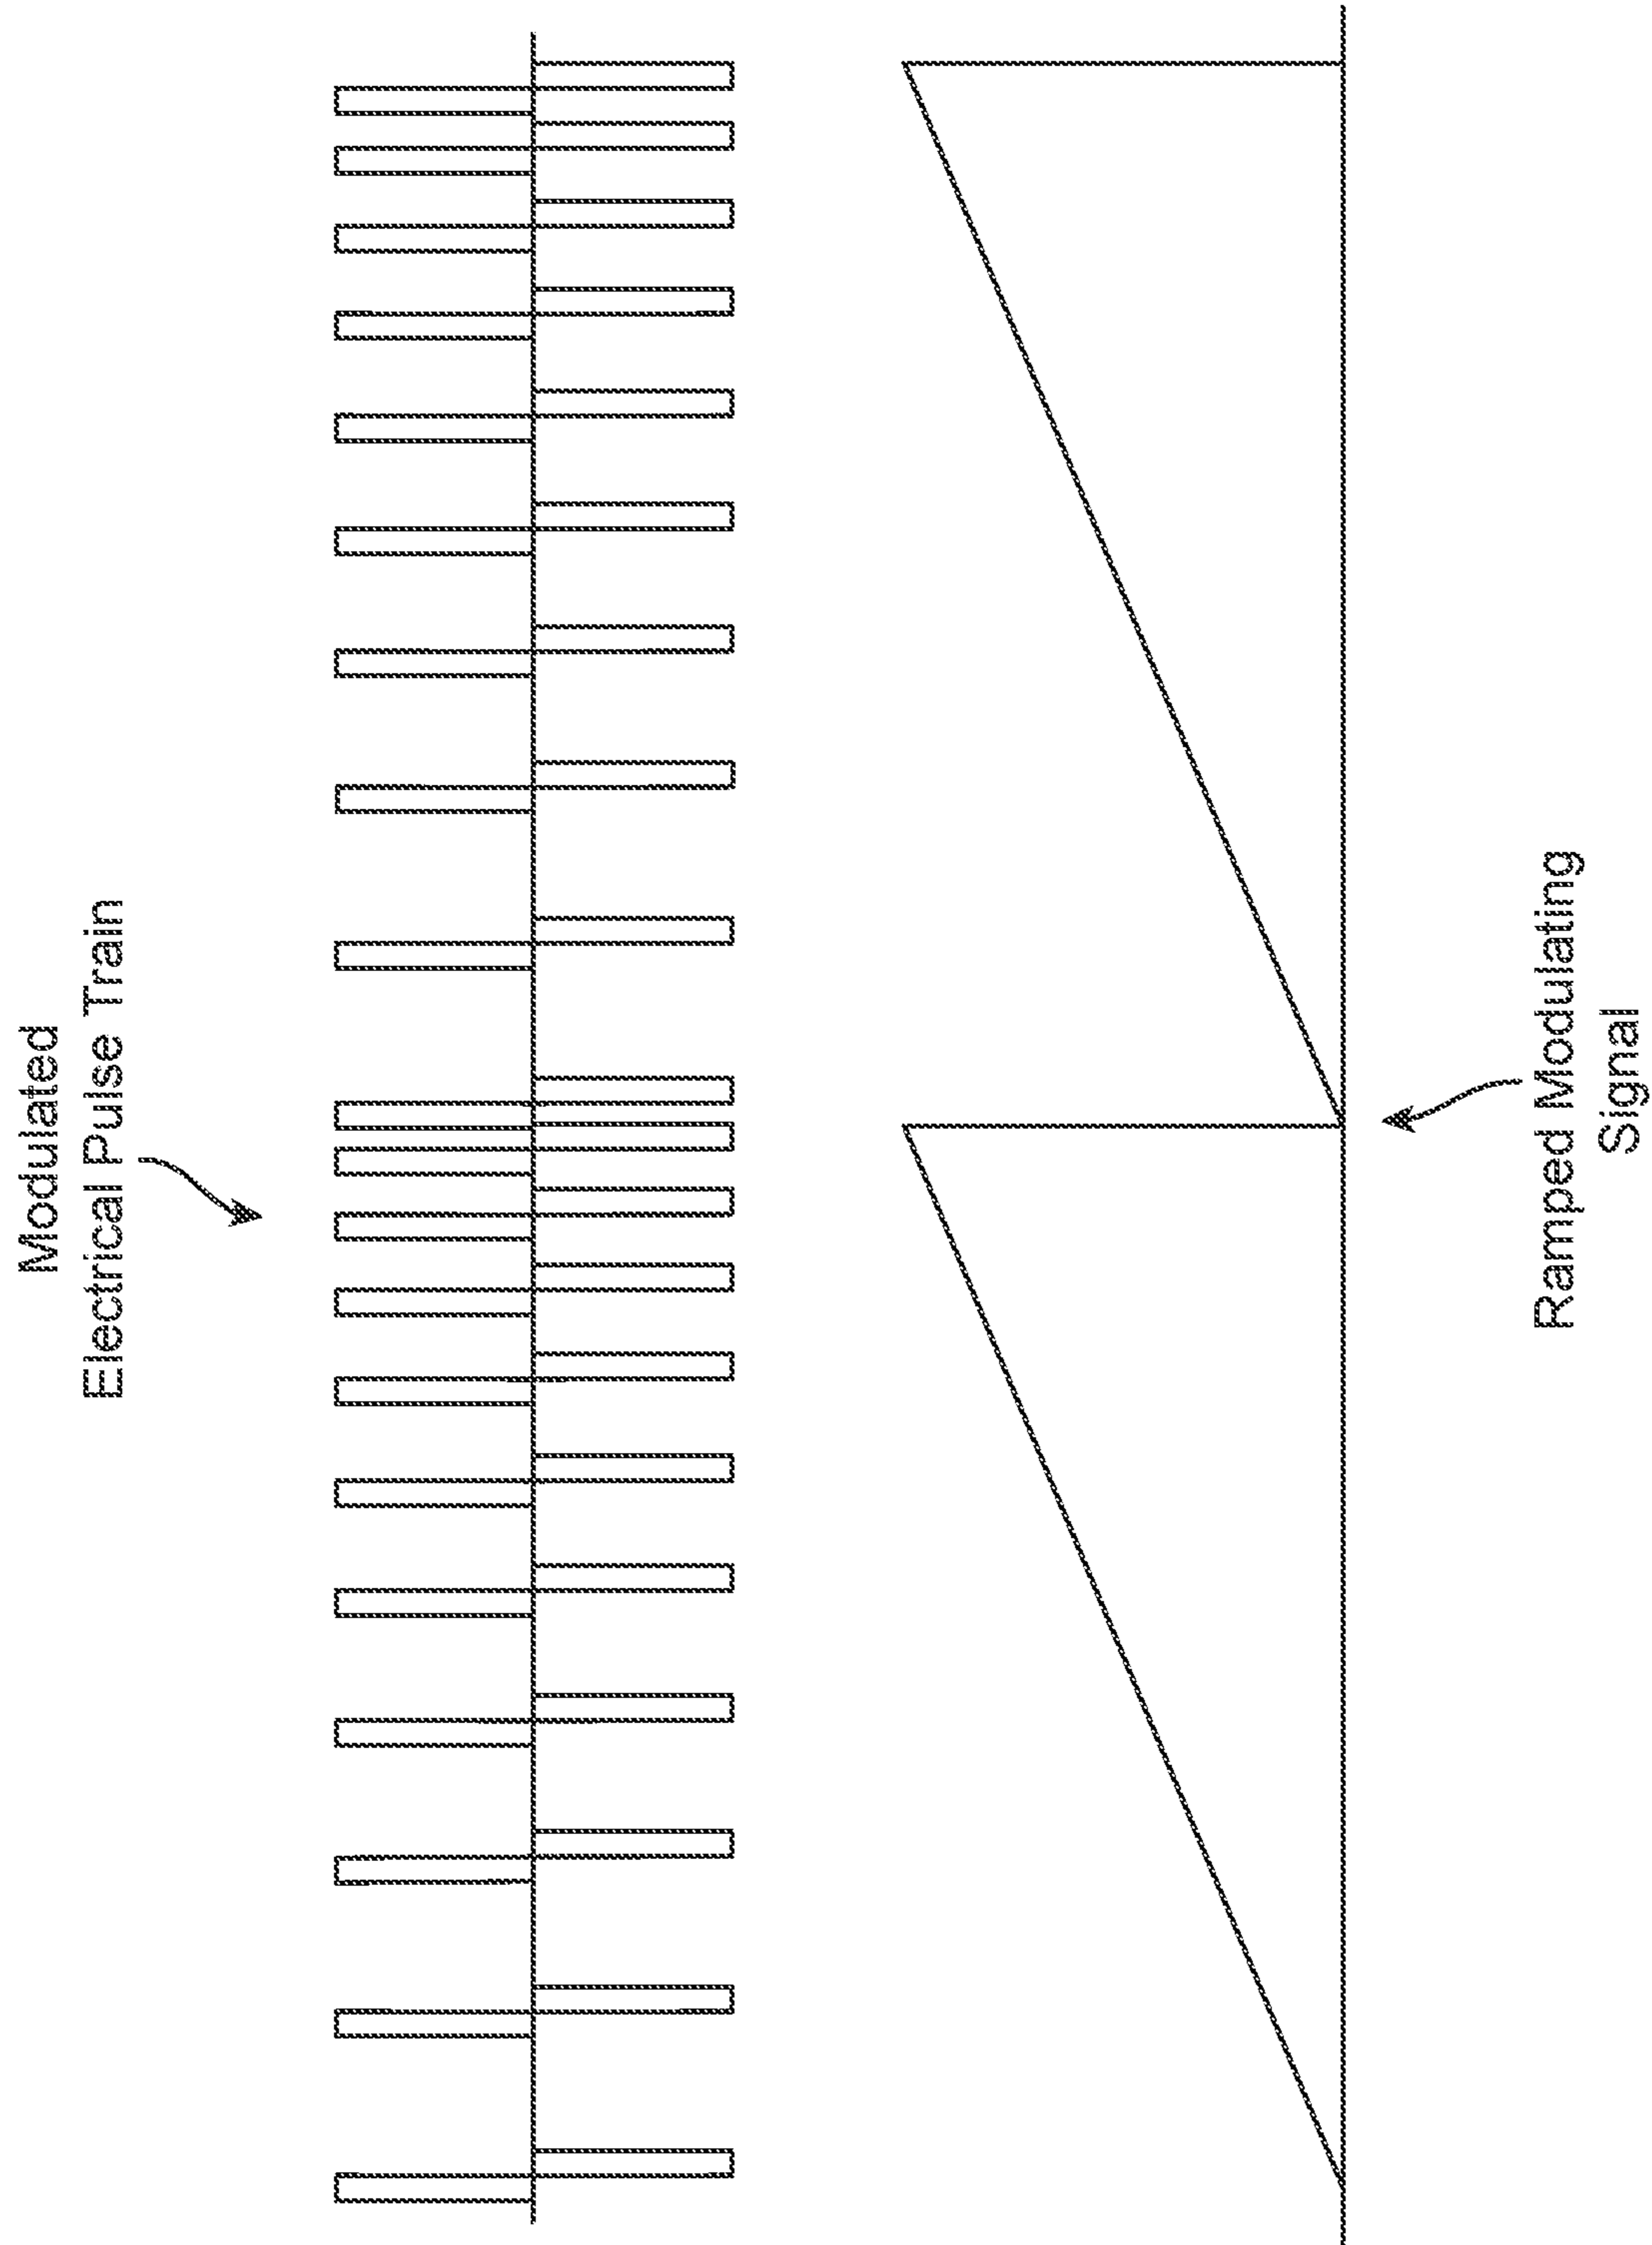 Modulated
Electrical Pulse Train
Ramped Modulating
Signal